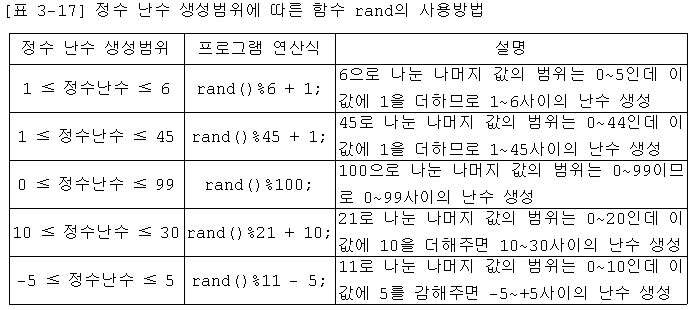 [표 3-17] 정수 난수 생성범위에 따른 함수 rand의 사용방법
정수 난수 생성범위 프로그램 연산식 설명
1 ≤ 정수난수 ≤ 6 rand()%6 + 1; 6으로 나눈 나머지 값의 범위는 0~5인데 이
값에 1을 더하므로 1~6사이의 난수 생성
1 ≤ 정수난수 ≤ 45 rand()%45 + 1; 45로 나눈 나머지 값의 범위는 0~44인데 이
값에 1을 더하므로 1~45사이의 난수 생성
0 ≤ 정수난수 ≤ 99 rand()%100; 100으로 나눈 나머지 값의 범위는 0~99이므
로 0~99사이의 난수 생성
10 ≤ 정수난수 ≤ 30 rand()%21 + 10; 21로 나눈 나머지 값의 범위는 0~20인데 이
값에 10을 더해주면 10~30사이의 난수 생성
-5 ≤ 정수난수 ≤ 5 rand()%11 - 5; 11로 나눈 나머지 값의 범위는 0~10인데 이
값에 5를 감해주면 -5~+5사이의 난수 생성